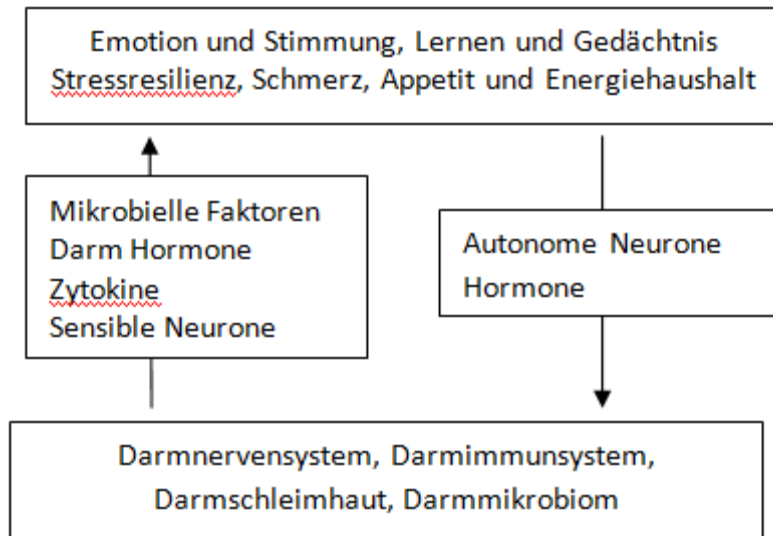 Emotion und Stimmung, Lernen und Gedächtnis
Stressresilienz, Schmerz, Appetit und Energiehaushalt
Mikrobielle Faktoren
Darm Hormone
Zytokine
Sensible Neurone
Autonome Neurone
Hormone
Darmnervensystem, Darmimmunsystem,
Darmschleimhaut, Darmmikrobiom